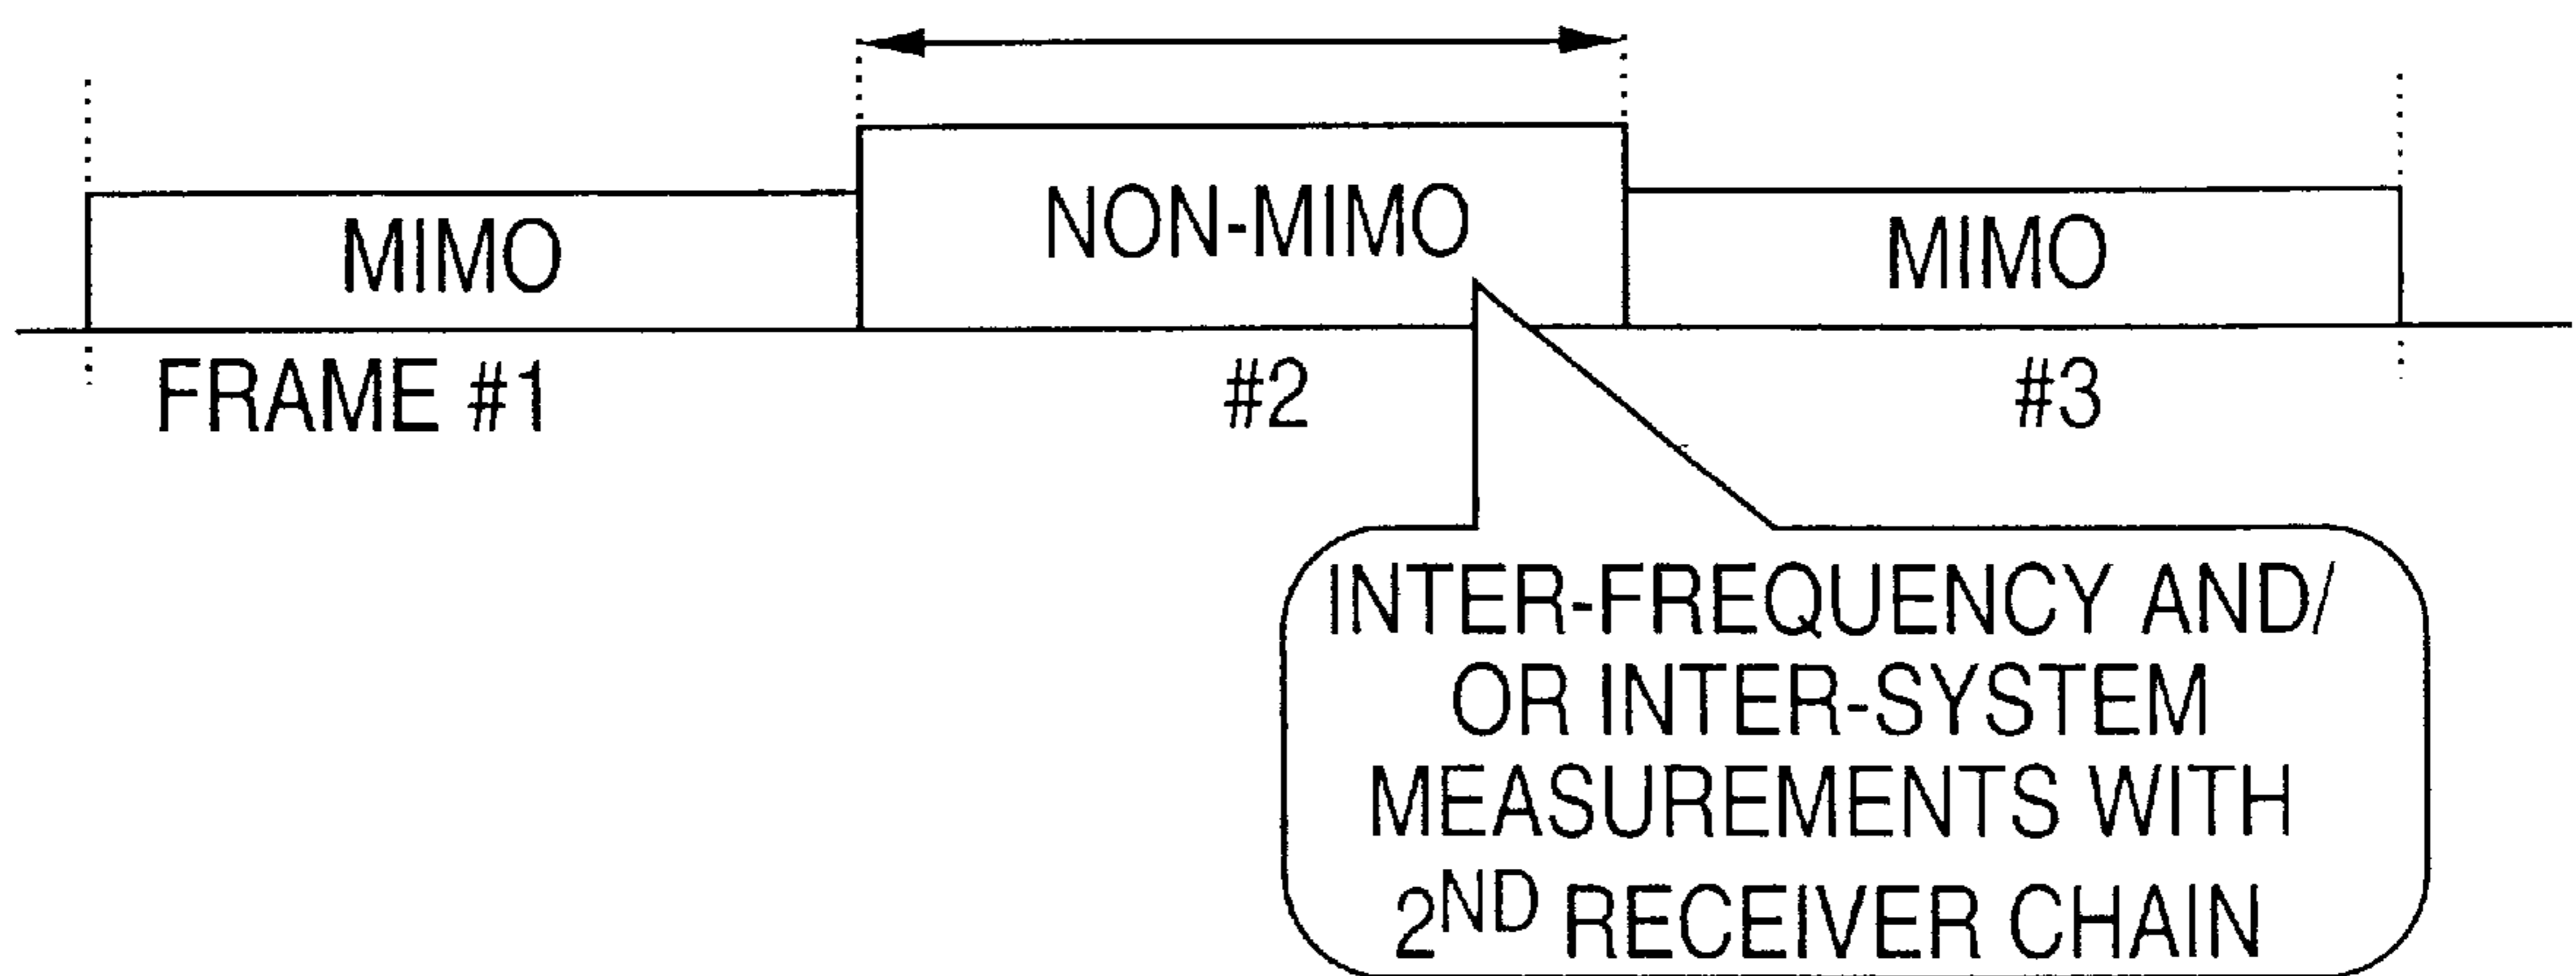 MIMO
NON-MIMO
MIMO
FRAME #1
#2
#3
INTER-FREQUENCY AND/
OR INTER-SYSTEM
MEASUREMENTS WITH
2ND RECEIVER CHAIN